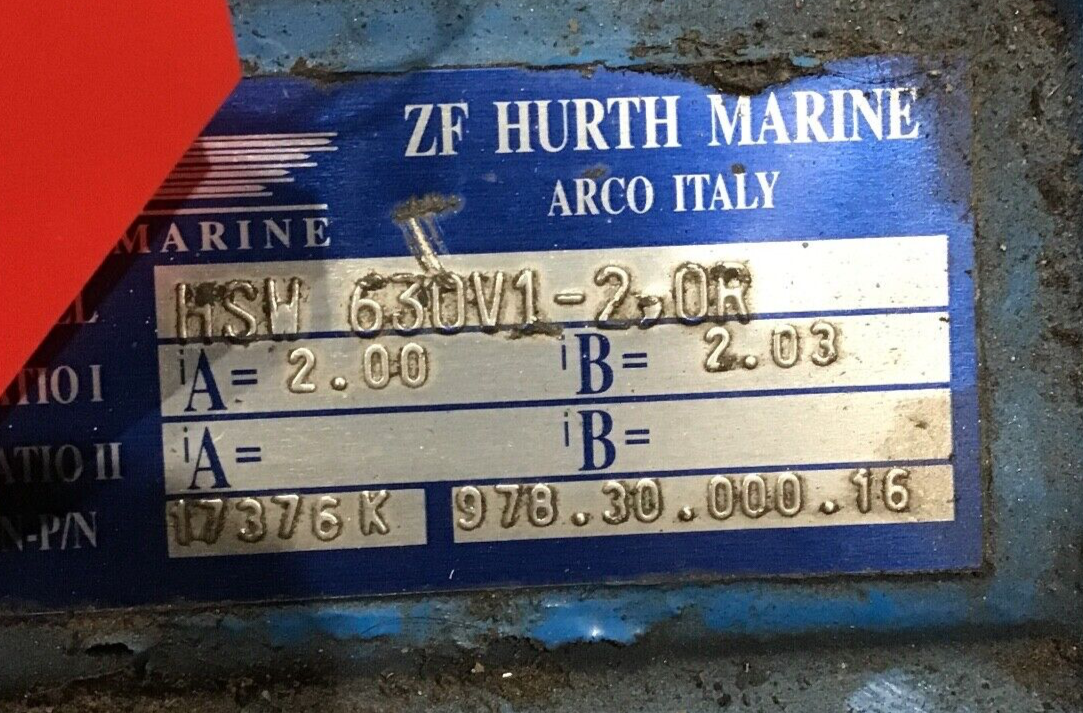 ZF HURTH MARINE
ARCO ITALY
MARINE
HSW 630V1-2,0R
TIO I iA= 2.00 iB= 2.03
ATIO II iA= iB=
N-P/N 17376K 978.30.000.16